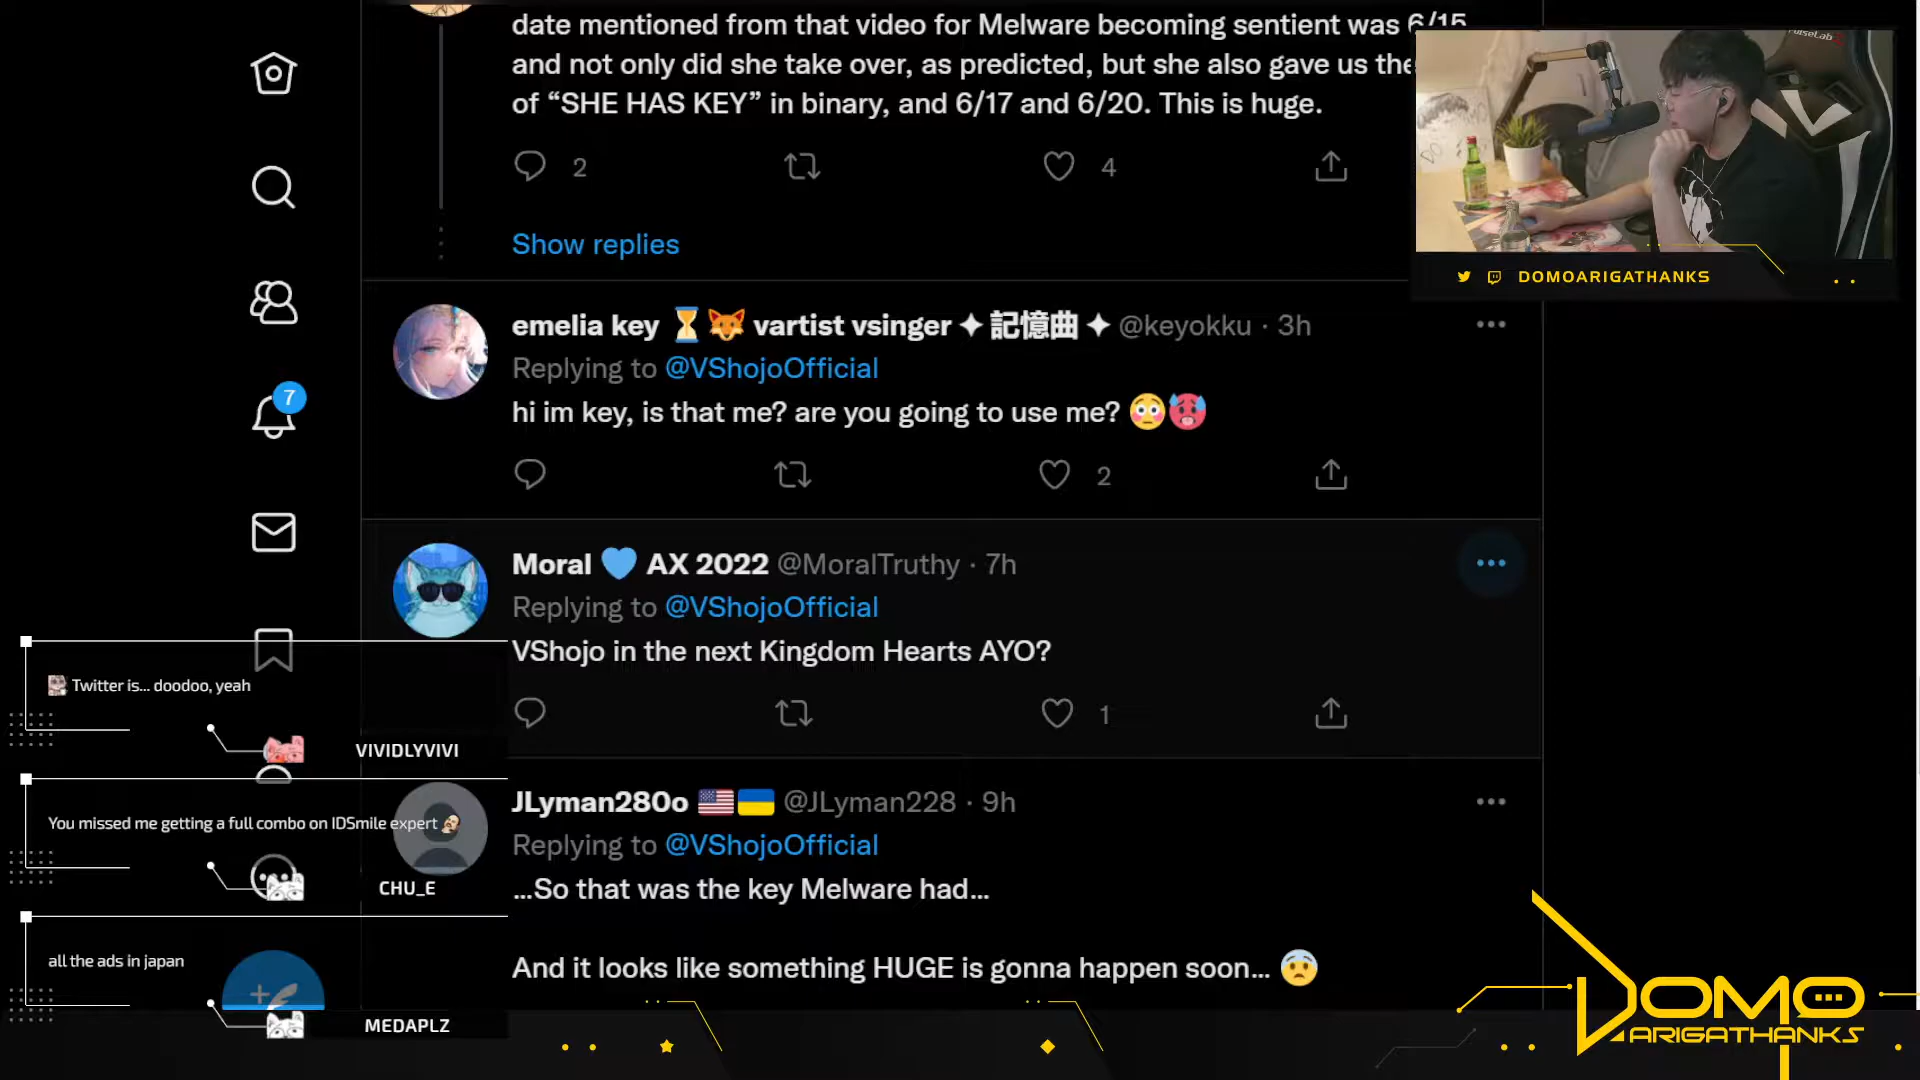 date mentioned from that video for Melware becoming sentient was 6/15
and not only did she take over, as predicted, but she also gave us the
of “SHE HAS KEY” in binary, and 6/17 and 6/20. This is huge.
2
4
Show replies
PulseLabz
DOMOARIGATHANKS
emelia key ⏳🦊 vartist vsinger ✦ 記憶曲 ✦ @keyokku · 3h
Replying to @VShojoOfficial
hi im key, is that me? are you going to use me? 😳🥵
2
7
Moral 💙 AX 2022 @MoralTruthy · 7h
Replying to @VShojoOfficial
VShojo in the next Kingdom Hearts AYO?
1
JLyman280o 🇺🇸🇺🇦 @JLyman228 · 9h
Replying to @VShojoOfficial
...So that was the key Melware had...
And it looks like something HUGE is gonna happen soon... 😨
Twitter is... doodoo, yeah
VIVIDLYVIVI
You missed me getting a full combo on IDSmile expert
CHU_E
all the ads in japan
MEDAPLZ
DOMO
ARIGATHANKS